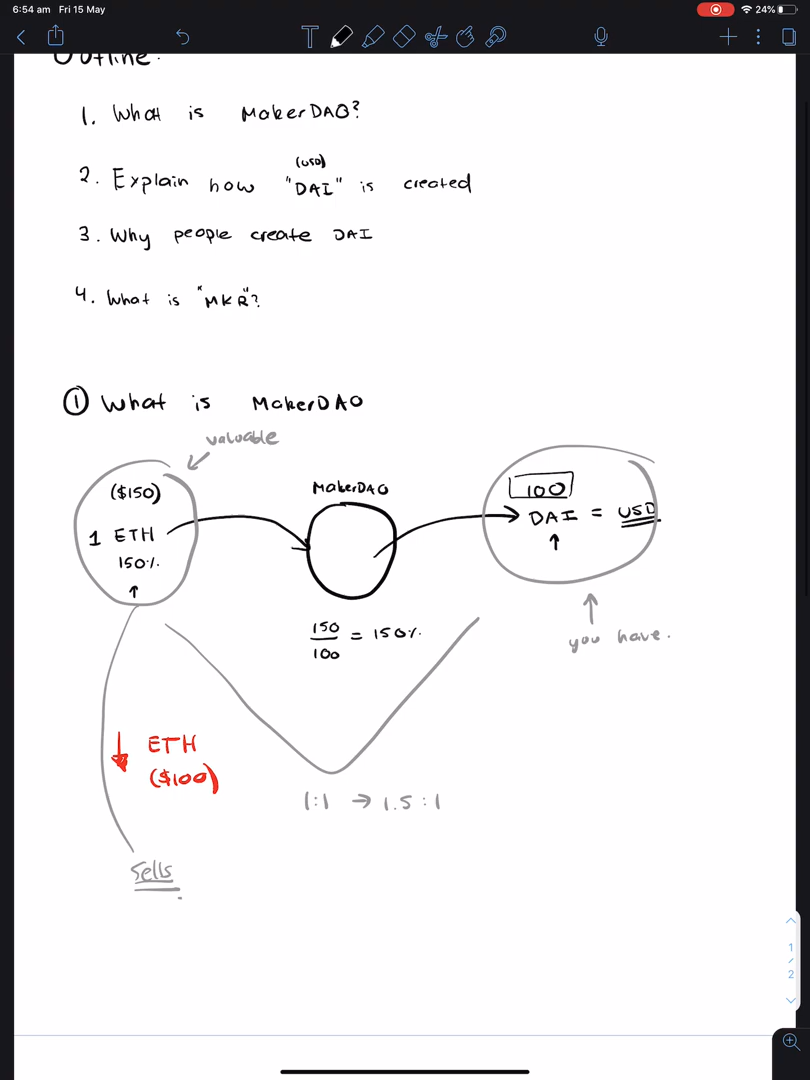 6:54 am Fri 15 May
24%
Outline:
1. What is MakerDAO?
(USD)
2. Explain how "DAI" is created
3. Why people create DAI
4. What is "MKR"?
① What is MakerDAO
valuable
($150)
1 ETH
150%
MakerDAO
150
100
= 150%
100
DAI = USD
you have.
ETH
($100)
1:1 → 1.5:1
Sells
1
/
2